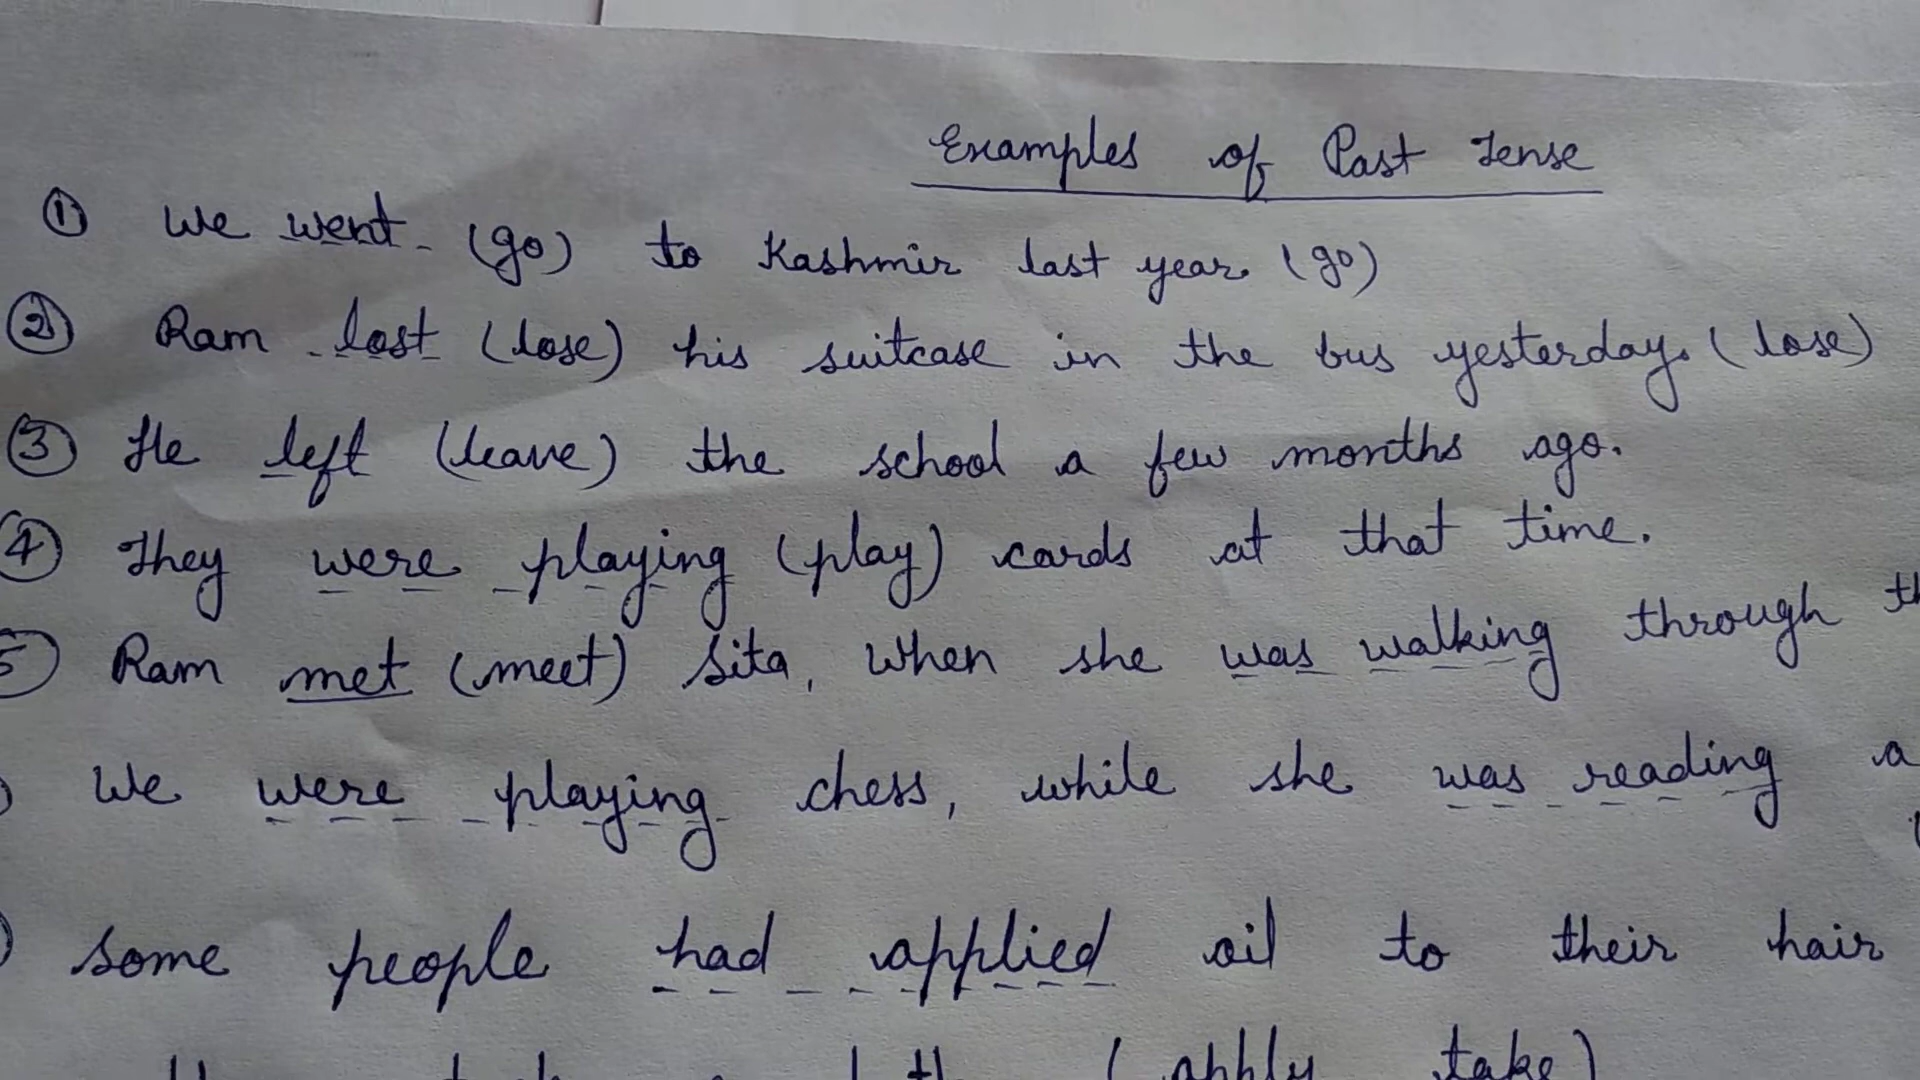 Examples of Past Tense
① We went (go) to Kashmir last year. (go)
② Ram lost (lose) his suitcase in the bus yesterday. (lose)
③ He left (leave) the school a few months ago.
④ They were playing (play) cards at that time.
5 Ram met (meet) Sita, when she was walking through
We were playing chess, while she was reading a
Some people had applied oil to their hair
(apply take)